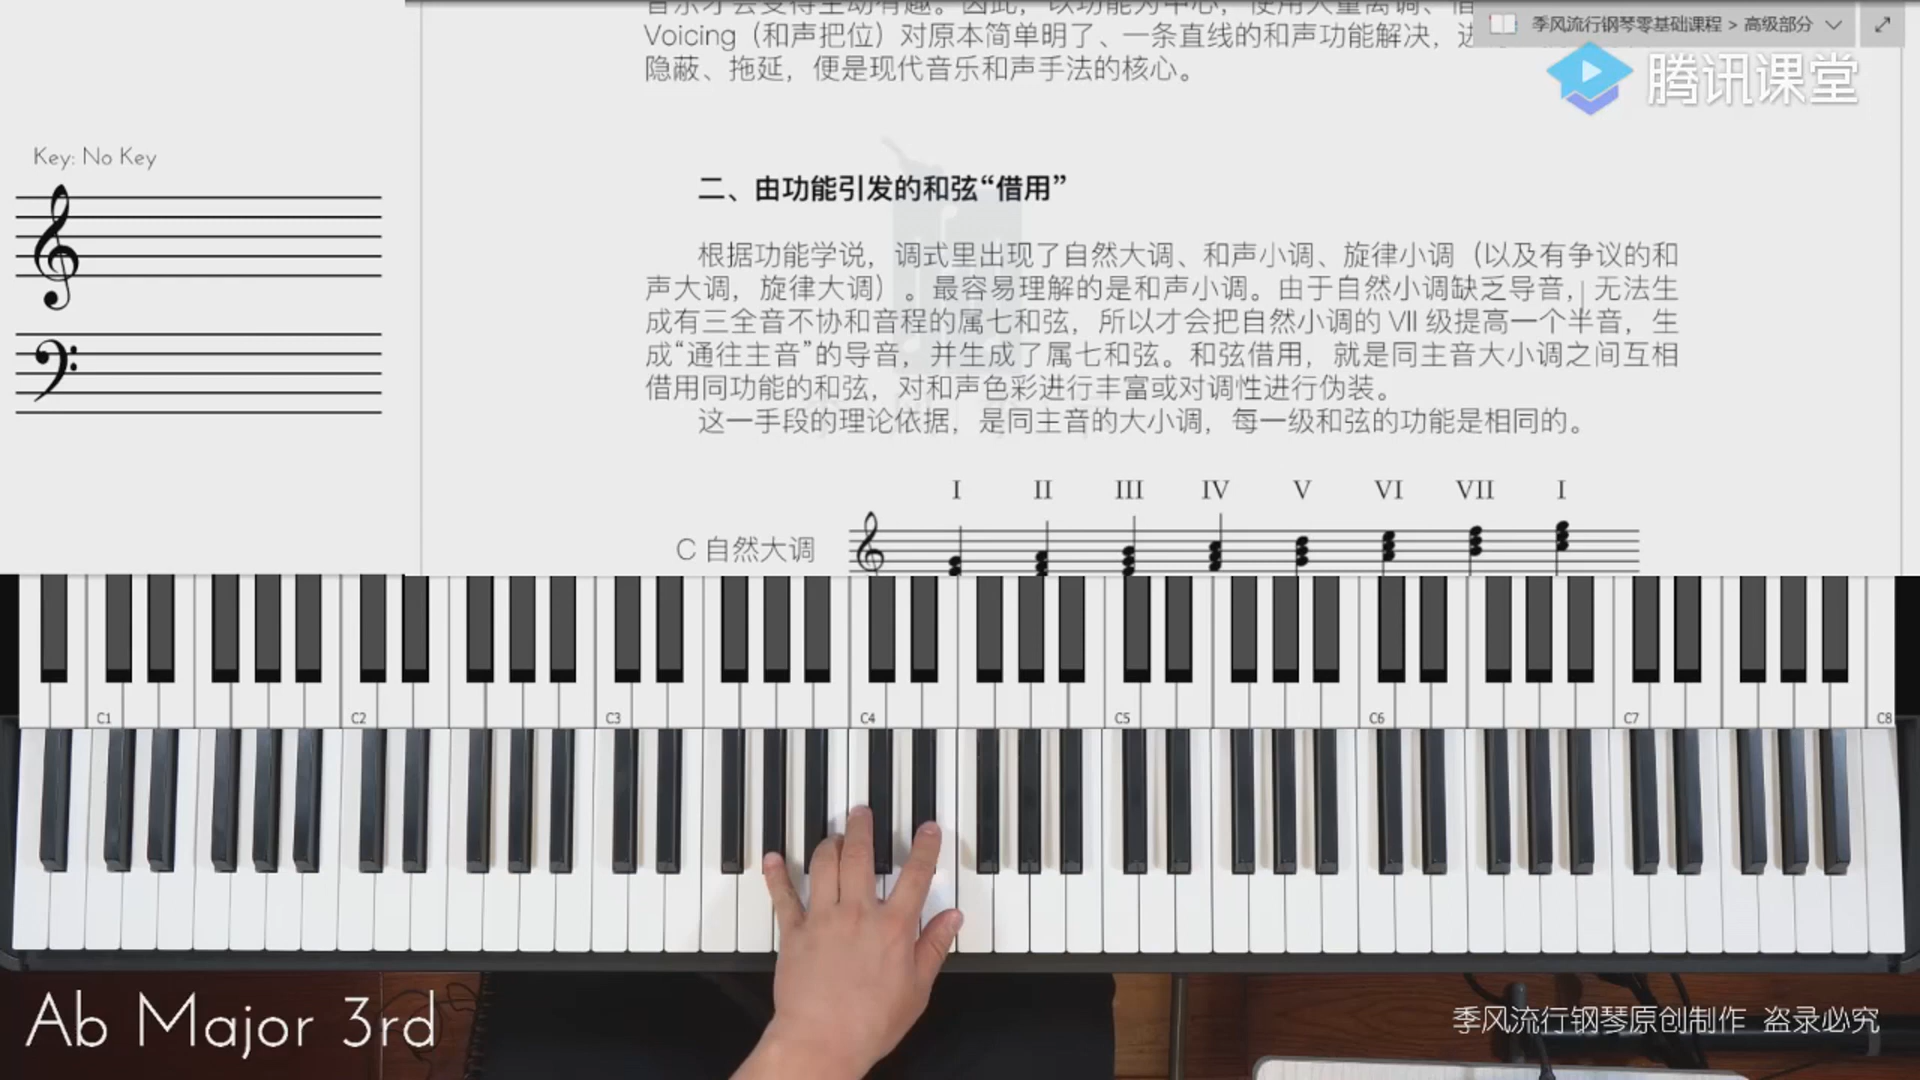 Voicing（和声把位）对原本简单明了、一条直线的和声功能解决，进
隐蔽、拖延，便是现代音乐和声手法的核心。
季风流行钢琴零基础课程 > 高级部分
腾讯课堂
Key: No Key
二、由功能引发的和弦“借用”
根据功能学说，调式里出现了自然大调、和声小调、旋律小调（以及有争议的和
声大调，旋律大调）。最容易理解的是和声小调。由于自然小调缺乏导音，无法生
成有三全音不协和音程的属七和弦，所以才会把自然小调的 VII 级提高一个半音，生
成“通往主音”的导音，并生成了属七和弦。和弦借用，就是同主音大小调之间互相
借用同功能的和弦，对和声色彩进行丰富或对调性进行伪装。
这一手段的理论依据，是同主音的大小调，每一级和弦的功能是相同的。
I II III IV V VI VII I
C 自然大调
C1 C2 C3 C4 C5 C6 C7 C8
Ab Major 3rd
季风流行钢琴原创制作 盗录必究